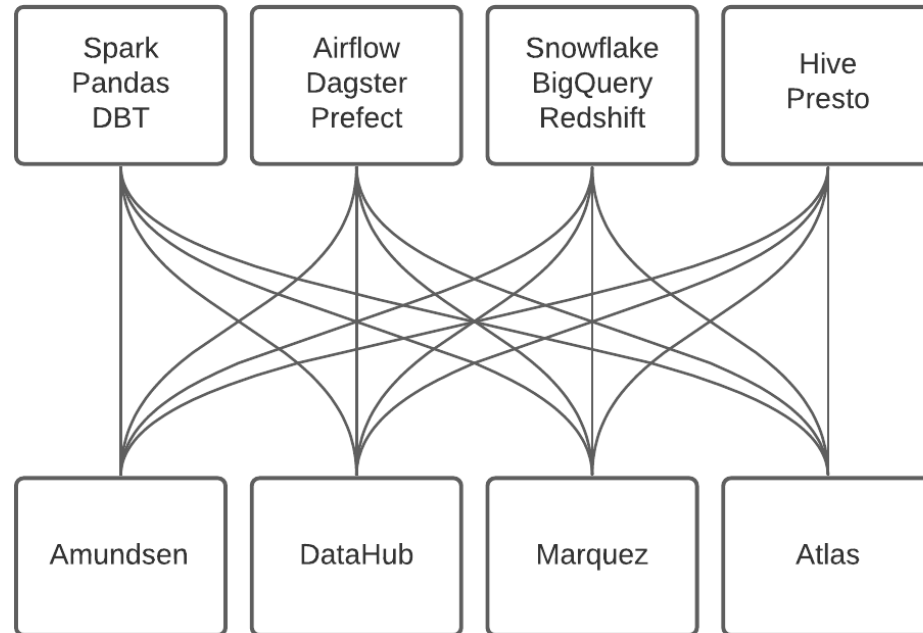 Spark
Pandas
DBT
Airflow
Dagster
Prefect
Snowflake
BigQuery
Redshift
Hive
Presto
Amundsen
DataHub
Marquez
Atlas